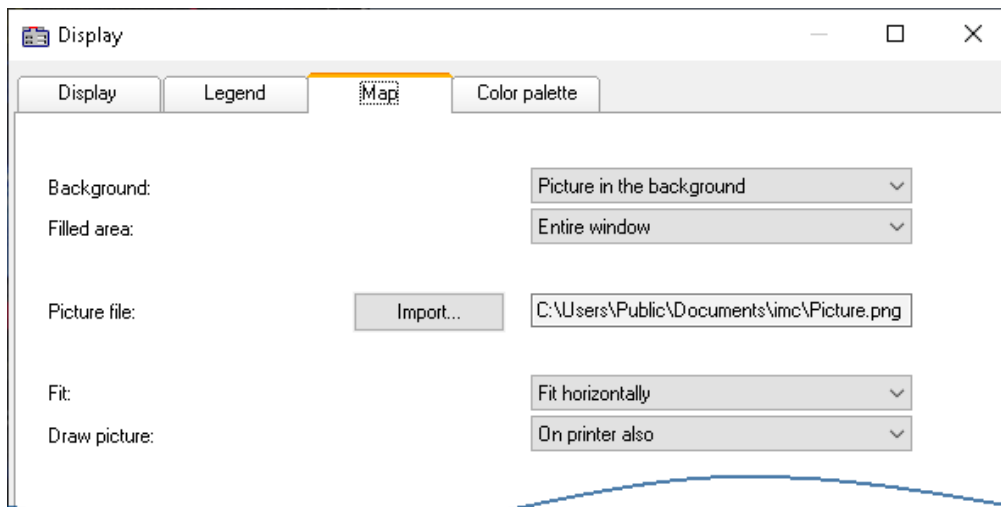 Display
Display Legend Map Color palette
Background: Picture in the background
Filled area: Entire window
Picture file: Import... C:\Users\Public\Documents\imc\Picture.png
Fit: Fit horizontally
Draw picture: On printer also